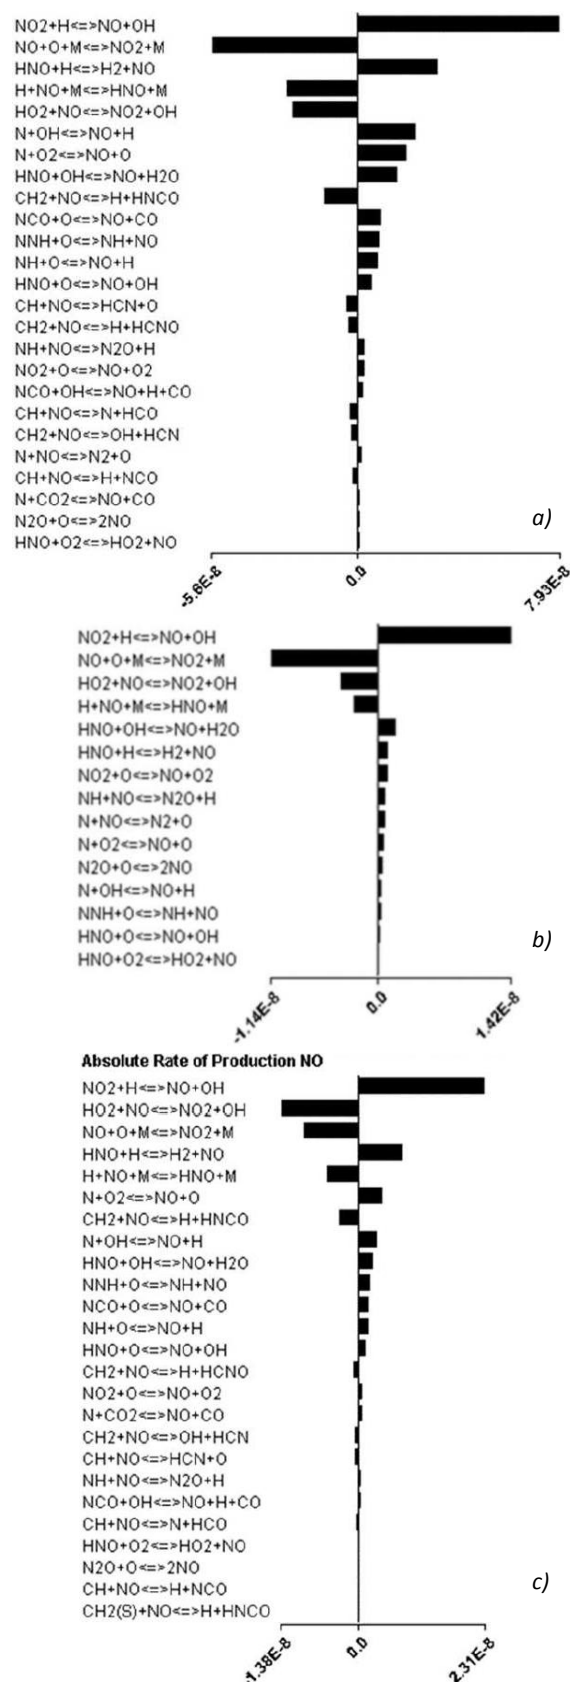 NO2+H<=>NO+OH
NO+O+M<=>NO2+M
HNO+H<=>H2+NO
H+NO+M<=>HNO+M
HO2+NO<=>NO2+OH
N+OH<=>NO+H
N+O2<=>NO+O
HNO+OH<=>NO+H2O
CH2+NO<=>H+HNCO
NCO+O<=>NO+CO
NNH+O<=>NH+NO
NH+O<=>NO+H
HNO+O<=>NO+OH
CH+NO<=>HCN+O
CH2+NO<=>H+HCNO
NH+NO<=>N2O+H
NO2+O<=>NO+O2
NCO+OH<=>NO+H+CO
CH+NO<=>N+HCO
CH2+NO<=>OH+HCN
N+NO<=>N2+O
CH+NO<=>H+NCO
N+CO2<=>NO+CO
N2O+O<=>2NO
HNO+O2<=>HO2+NO
a)
-5.6E-8 0.0 7.93E-8
NO2+H<=>NO+OH
NO+O+M<=>NO2+M
HO2+NO<=>NO2+OH
H+NO+M<=>HNO+M
HNO+OH<=>NO+H2O
HNO+H<=>H2+NO
NO2+O<=>NO+O2
NH+NO<=>N2O+H
N+NO<=>N2+O
N+O2<=>NO+O
N2O+O<=>2NO
N+OH<=>NO+H
NNH+O<=>NH+NO
HNO+O<=>NO+OH
HNO+O2<=>HO2+NO
b)
-1.14E-8 0.0 1.42E-8
Absolute Rate of Production NO
NO2+H<=>NO+OH
HO2+NO<=>NO2+OH
NO+O+M<=>NO2+M
HNO+H<=>H2+NO
H+NO+M<=>HNO+M
N+O2<=>NO+O
CH2+NO<=>H+HNCO
N+OH<=>NO+H
HNO+OH<=>NO+H2O
NNH+O<=>NH+NO
NCO+O<=>NO+CO
NH+O<=>NO+H
HNO+O<=>NO+OH
CH2+NO<=>H+HCNO
NO2+O<=>NO+O2
N+CO2<=>NO+CO
CH2+NO<=>OH+HCN
CH+NO<=>HCN+O
NH+NO<=>N2O+H
NCO+OH<=>NO+H+CO
CH+NO<=>N+HCO
HNO+O2<=>HO2+NO
N2O+O<=>2NO
CH+NO<=>H+NCO
CH2(S)+NO<=>H+HNCO
c)
-1.38E-8 0.0 2.31E-8